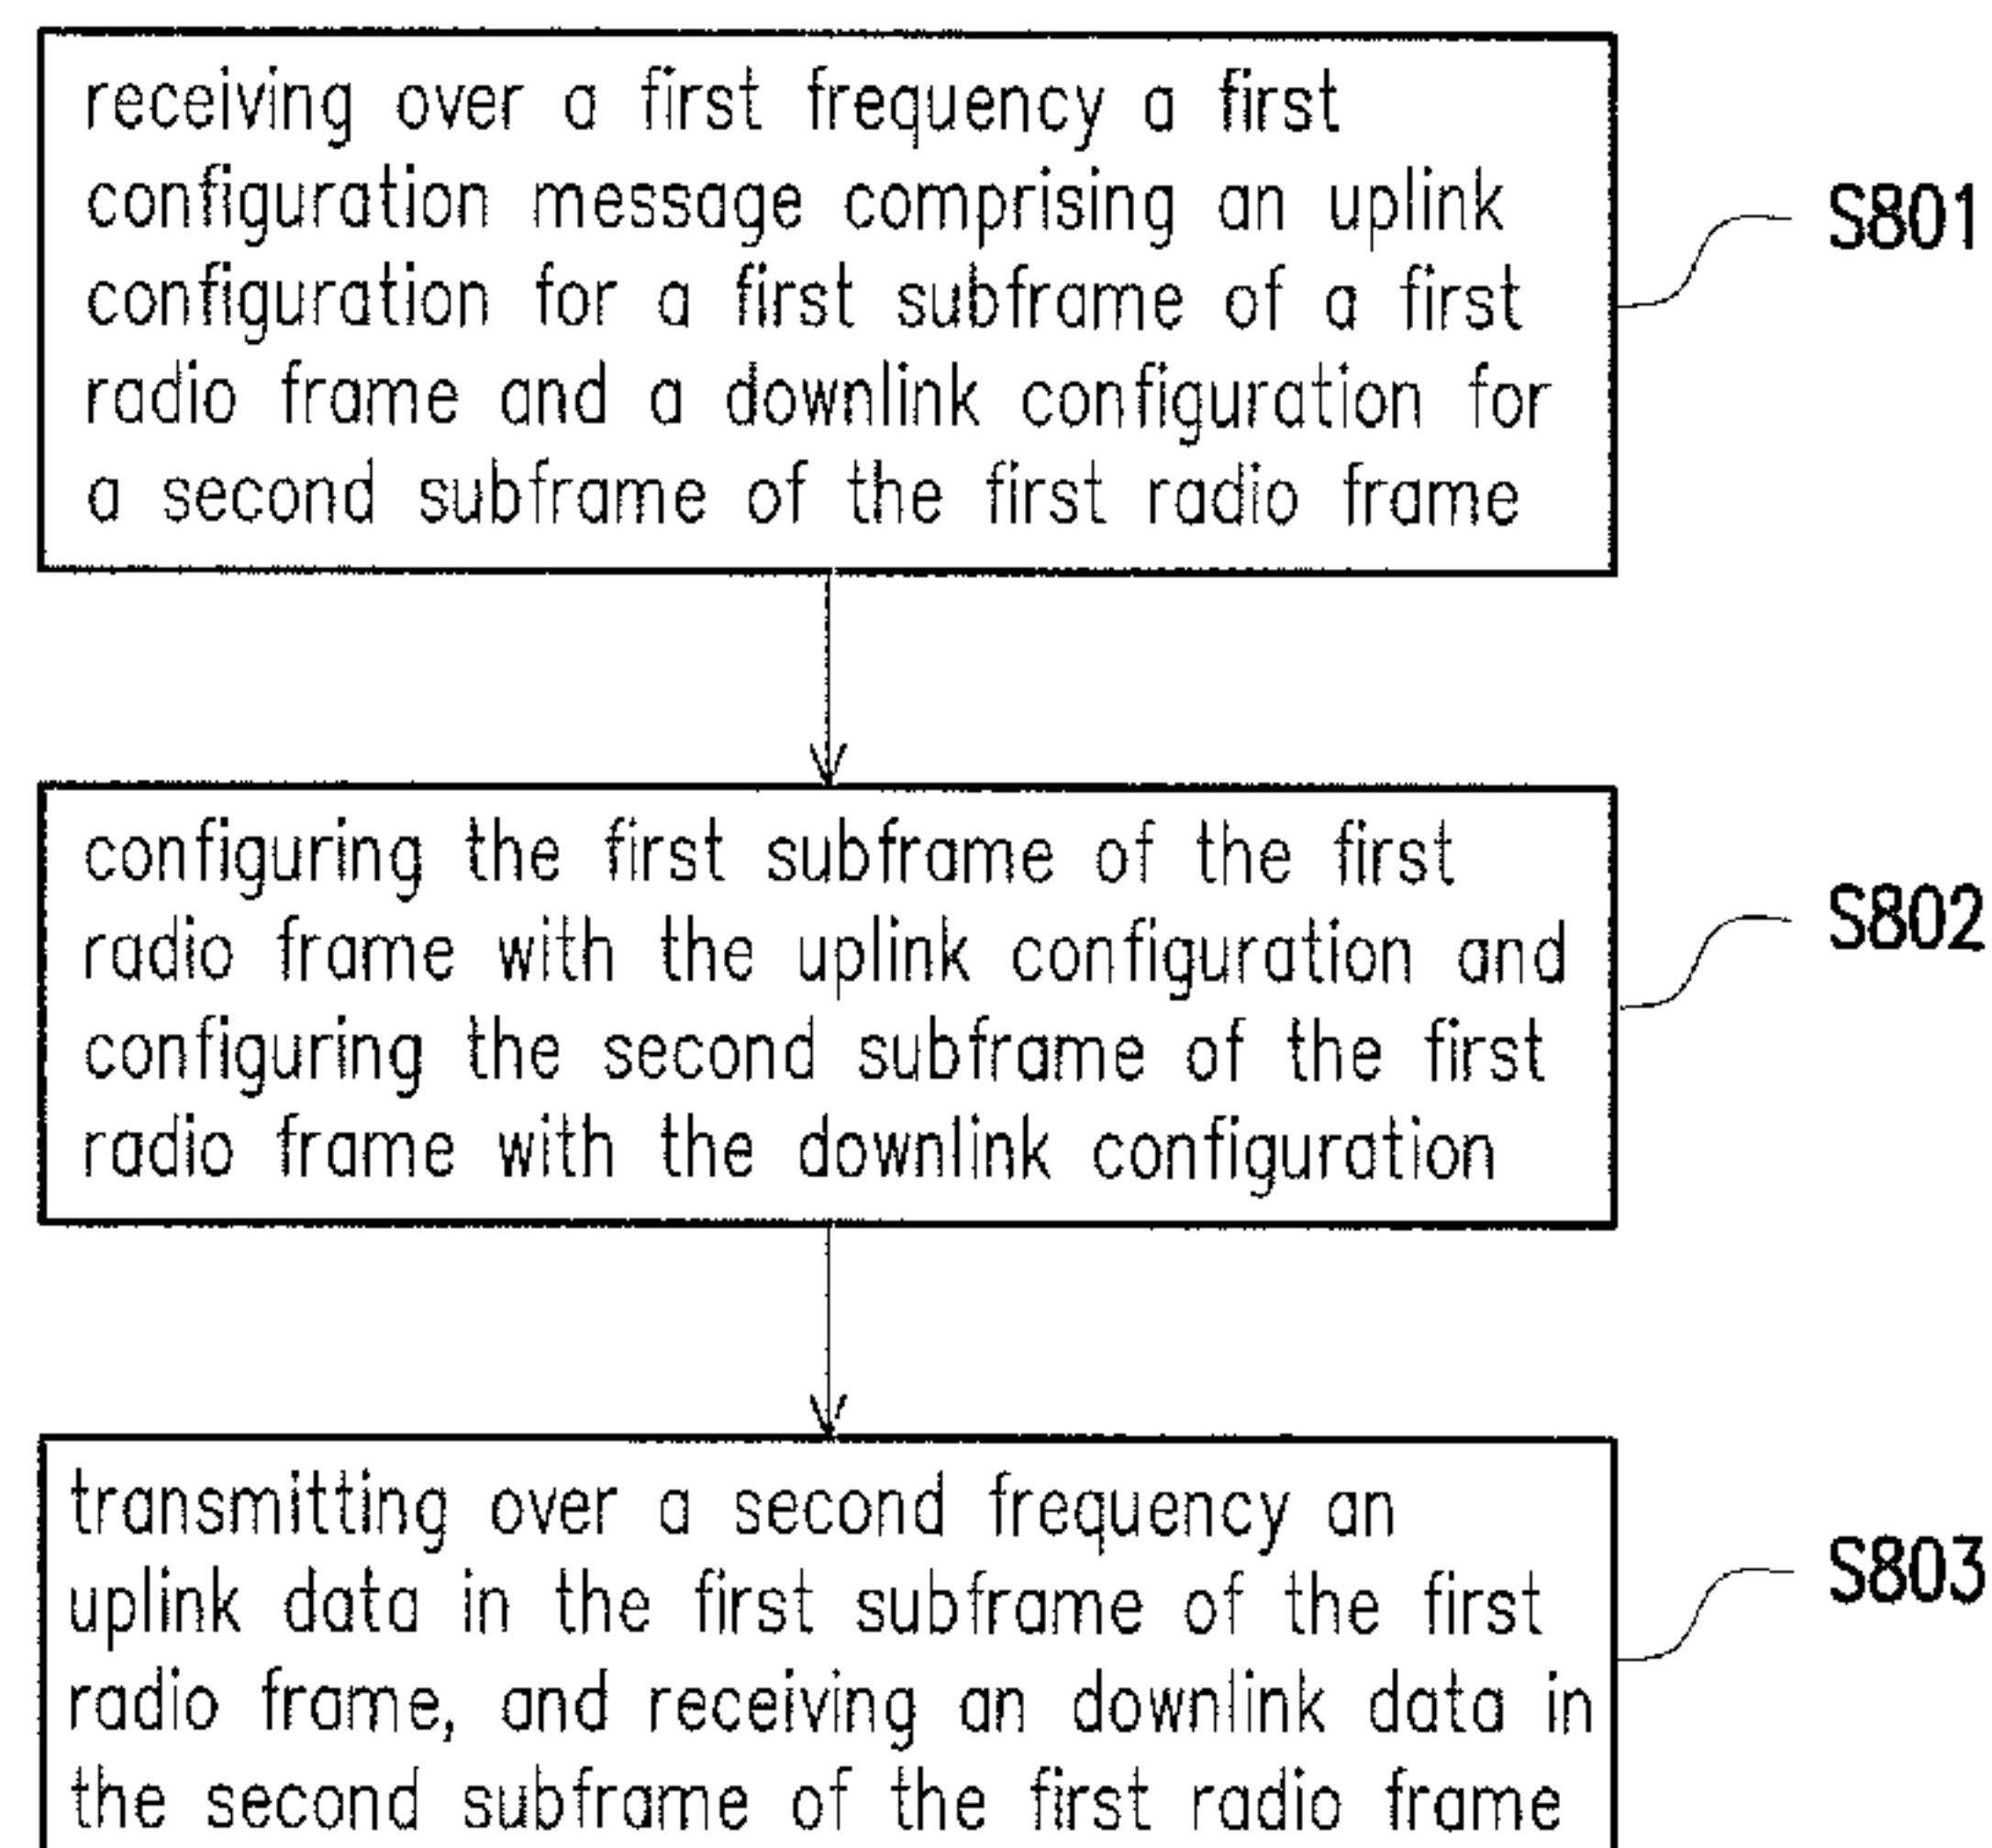 receiving over a first frequency a first
configuration message comprising an uplink
configuration for a first subframe of a first
radio frame and a downlink configuration for
a second subframe of the first radio frame
S801
configuring the first subframe of the first
radio frame with the uplink configuration and
configuring the second subframe of the first
radio frame with the downlink configuration
S802
transmitting over a second frequency an
uplink data in the first subframe of the first
radio frame, and receiving an downlink data in
the second subframe of the first radio frame
S803